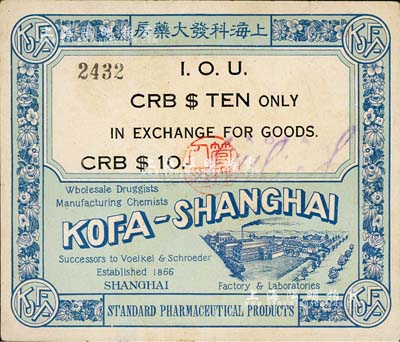 房藥大發科海上
2432
I. O. U.
CRB $ TEN ONLY
IN EXCHANGE FOR GOODS.
CRB $ 10.-
Wholesale Druggists
Manufacturing Chemists
KOFA-SHANGHAI
Successors to Voelkel & Schroeder
Established 1866
SHANGHAI
Factory & Laboratories
STANDARD PHARMACEUTICAL PRODUCTS